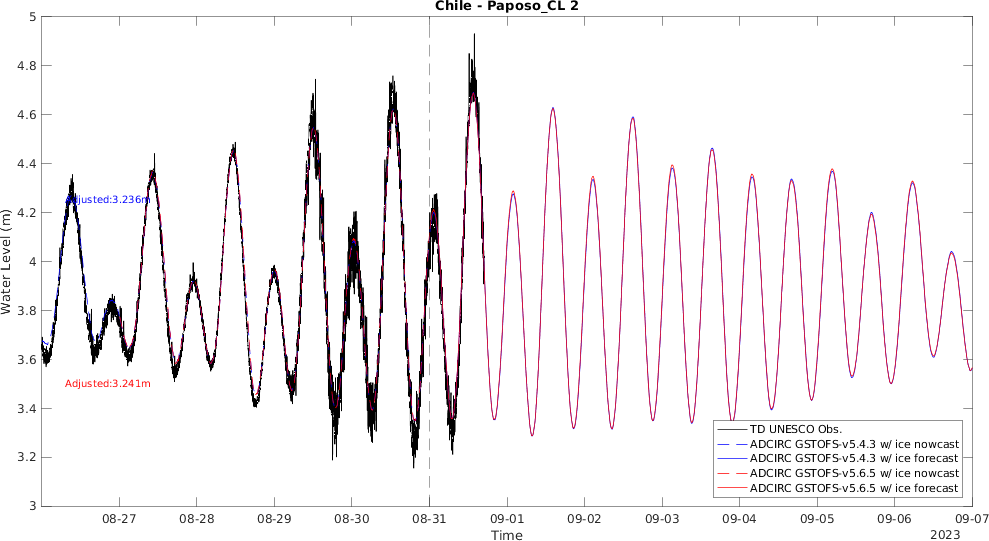 Chile - Paposo_CL 2
Water Level (m)
5
4.8
4.6
4.4
4.2
4
3.8
3.6
3.4
3.2
3
Adjusted:3.236m
Adjusted:3.241m
TD UNESCO Obs.
ADCIRC GSTOFS-v5.4.3 w/ ice nowcast
ADCIRC GSTOFS-v5.4.3 w/ ice forecast
ADCIRC GSTOFS-v5.6.5 w/ ice nowcast
ADCIRC GSTOFS-v5.6.5 w/ ice forecast
08-27 08-28 08-29 08-30 08-31 09-01 09-02 09-03 09-04 09-05 09-06 09-07
Time
2023